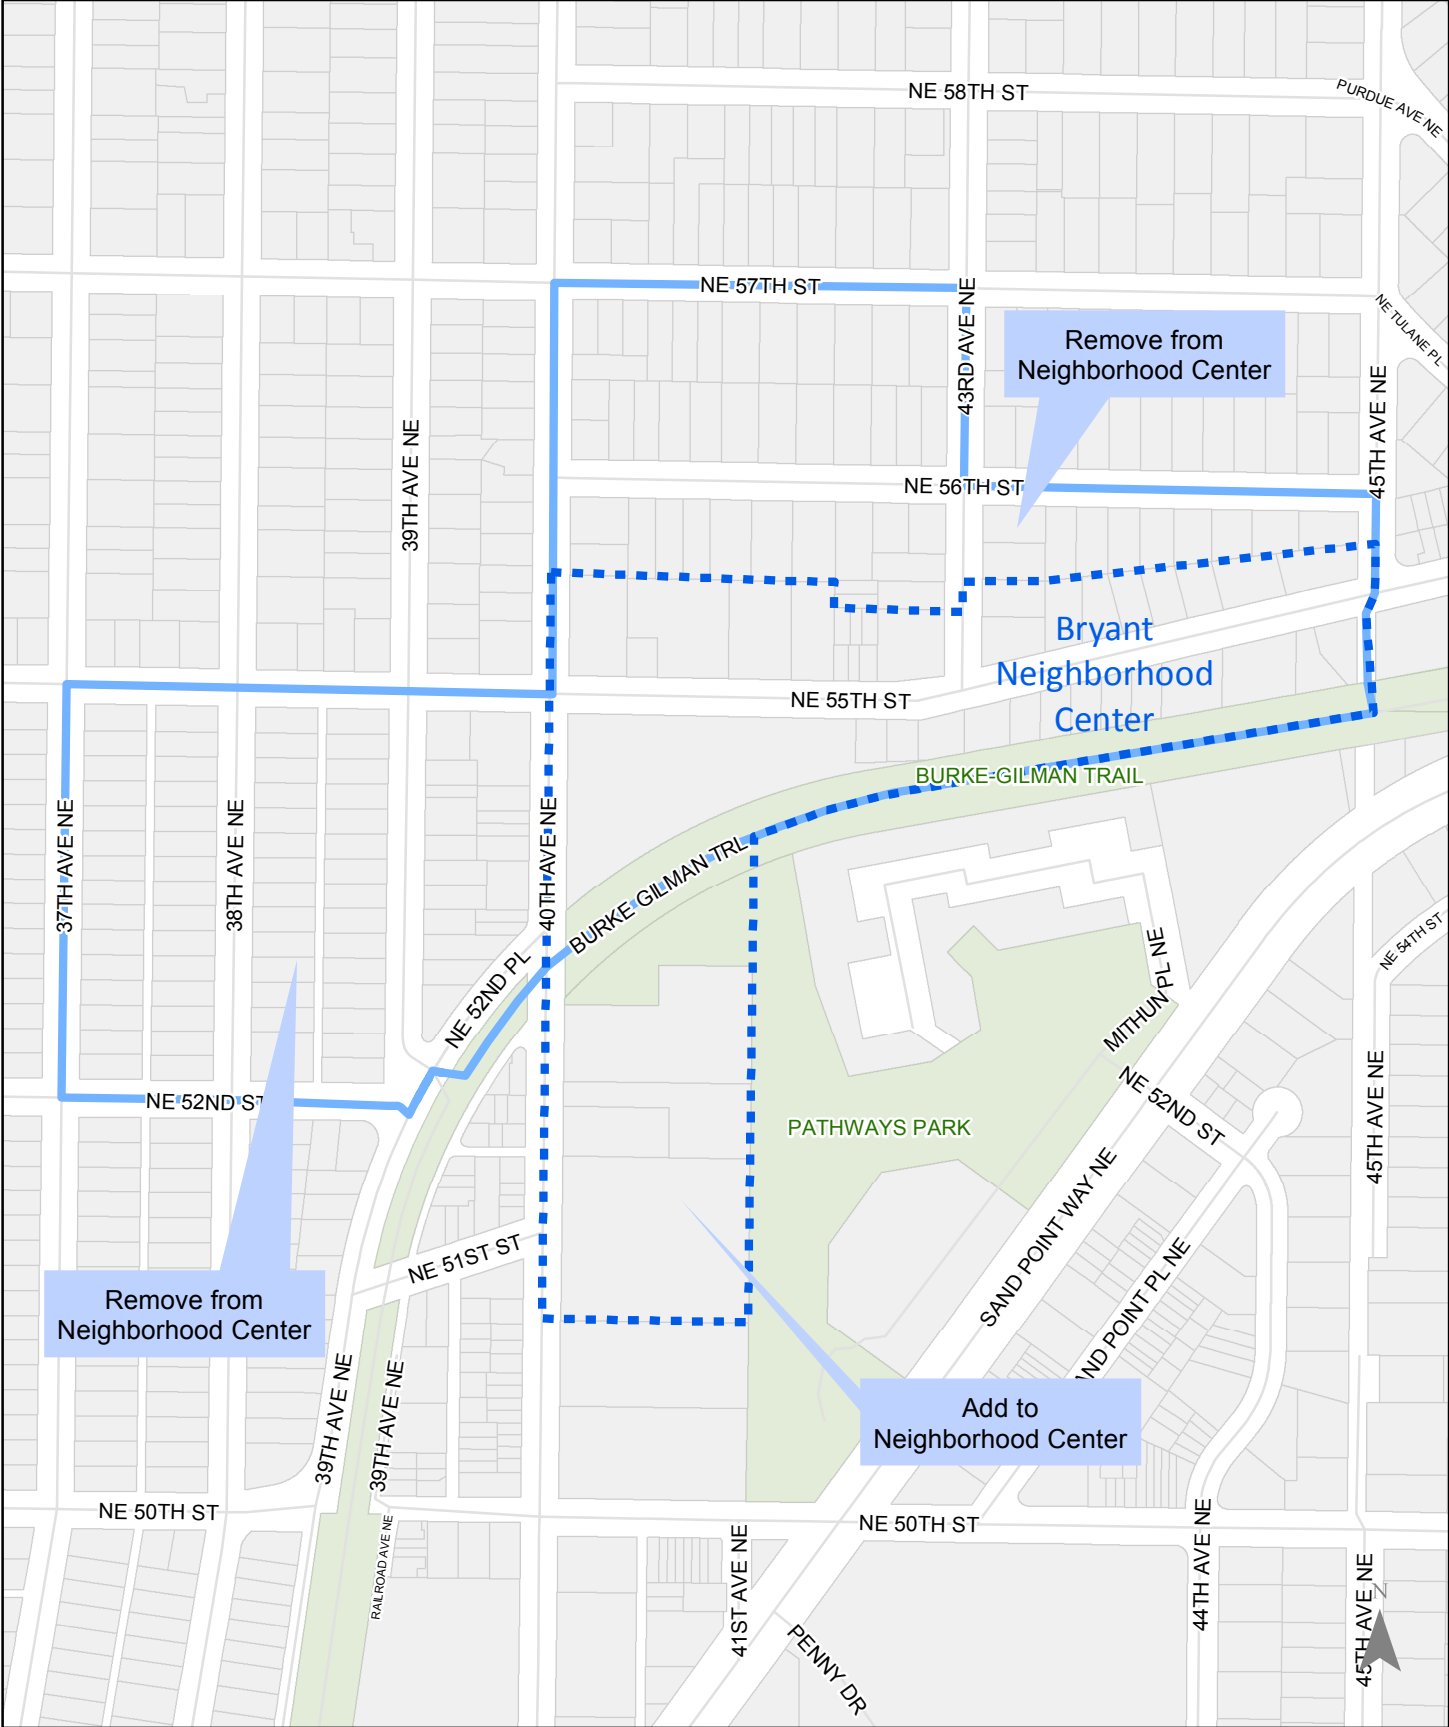 NE 58TH ST
PURDUE AVE NE
NE 57TH ST
NE TULANE PL
43RD AVE NE
Remove from
Neighborhood Center
45TH AVE NE
39TH AVE NE
NE 56TH ST
Bryant
Neighborhood
Center
NE 55TH ST
BURKE-GILMAN TRAIL
37TH AVE NE
38TH AVE NE
40TH AVE NE
BURKE GILMAN TRL
NE 54TH ST
NE 52ND PL
MITHUN PL NE
NE 52ND ST
NE 52ND ST
PATHWAYS PARK
45TH AVE NE
SAND POINT WAY NE
NE 51ST ST
AND POINT PL NE
Remove from
Neighborhood Center
39TH AVE NE
39TH AVE NE
Add to
Neighborhood Center
NE 50TH ST
NE 50TH ST
RAILROAD AVE NE
41ST AVE NE
44TH AVE NE
45TH AVE NE
N
PENNY DR